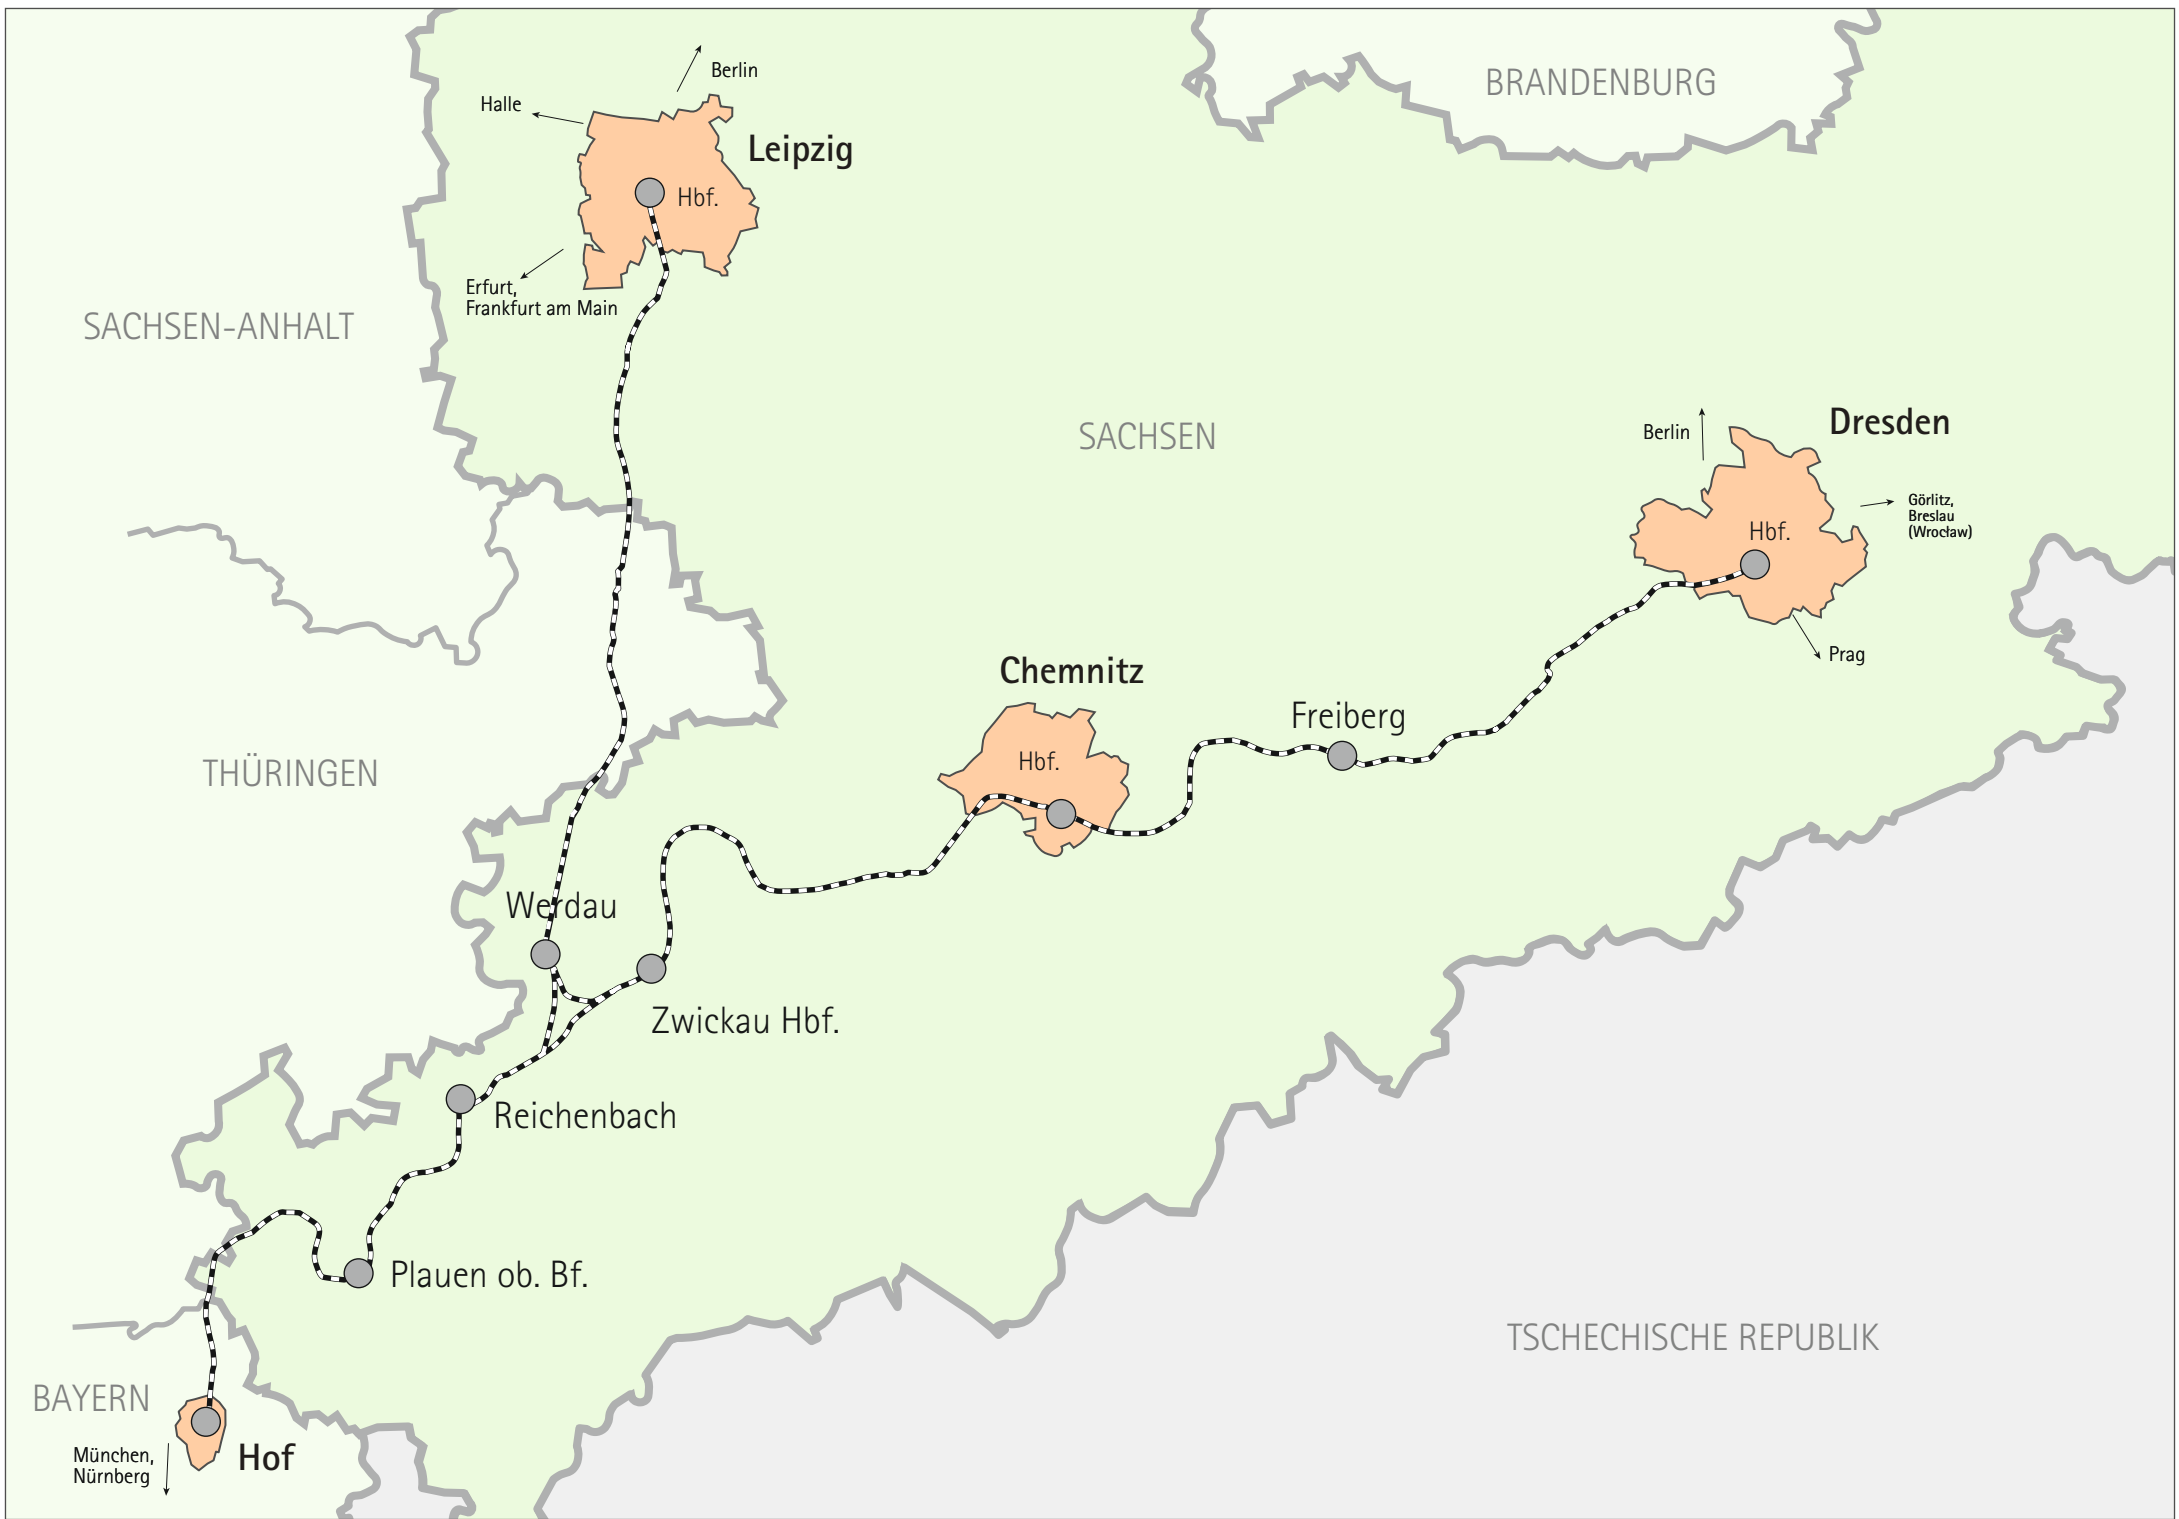 Berlin
BRANDENBURG
Halle
Leipzig
Hbf.
Erfurt,
Frankfurt am Main
SACHSEN-ANHALT
SACHSEN
Berlin
Dresden
Görlitz,
Breslau
(Wrocław)
Hbf.
Prag
Chemnitz
Hbf.
Freiberg
THÜRINGEN
Werdau
Zwickau Hbf.
Reichenbach
Plauen ob. Bf.
TSCHECHISCHE REPUBLIK
BAYERN
Hof
München,
Nürnberg